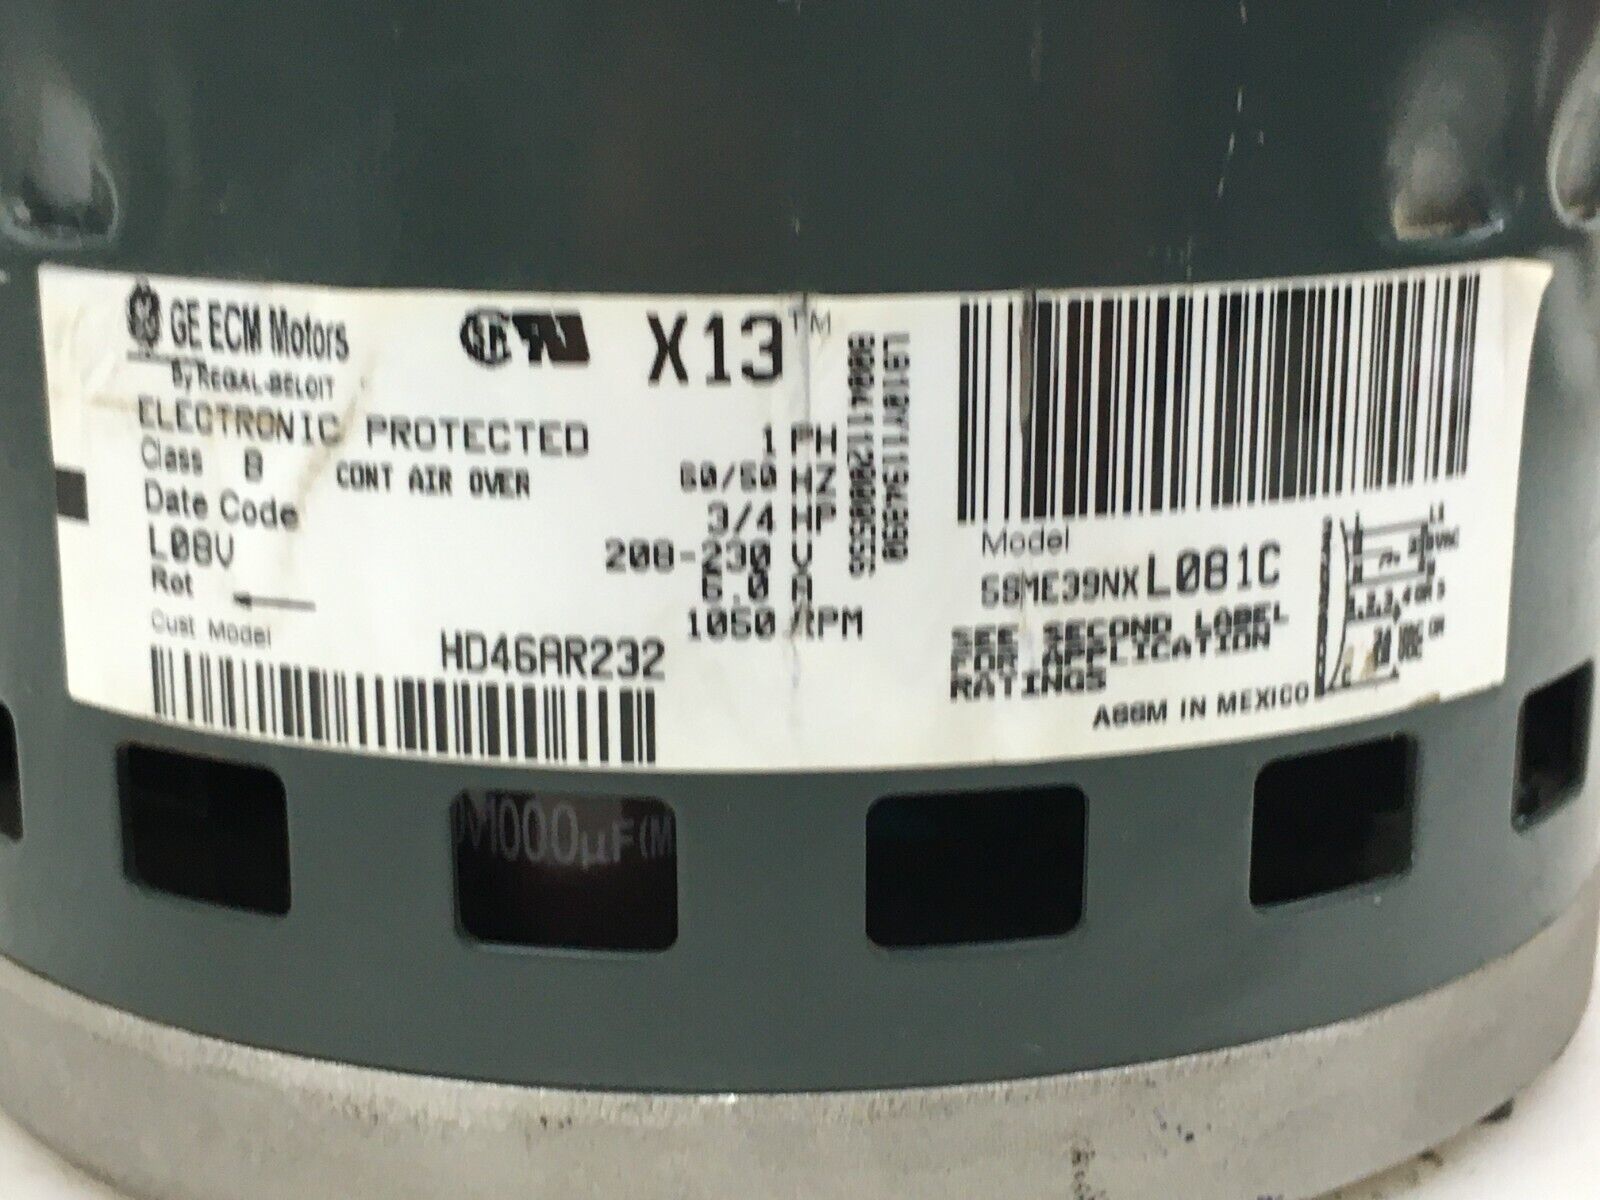 GE ECM Motors
By REGAL-BELOIT
X13™
ELECTRONIC PROTECTED
1 PH
Class B
CONT AIR OVER
60/50 HZ
Date Code
3/4 HP
L08V
208-230 V
Rot
6.0 A
1050 /RPM
Cust Model
HD46AR232
Model
58ME39NXL081C
SEE SECOND LABEL
FOR APPLICATION
RATINGS
ASSM IN MEXICO
1000µF(M